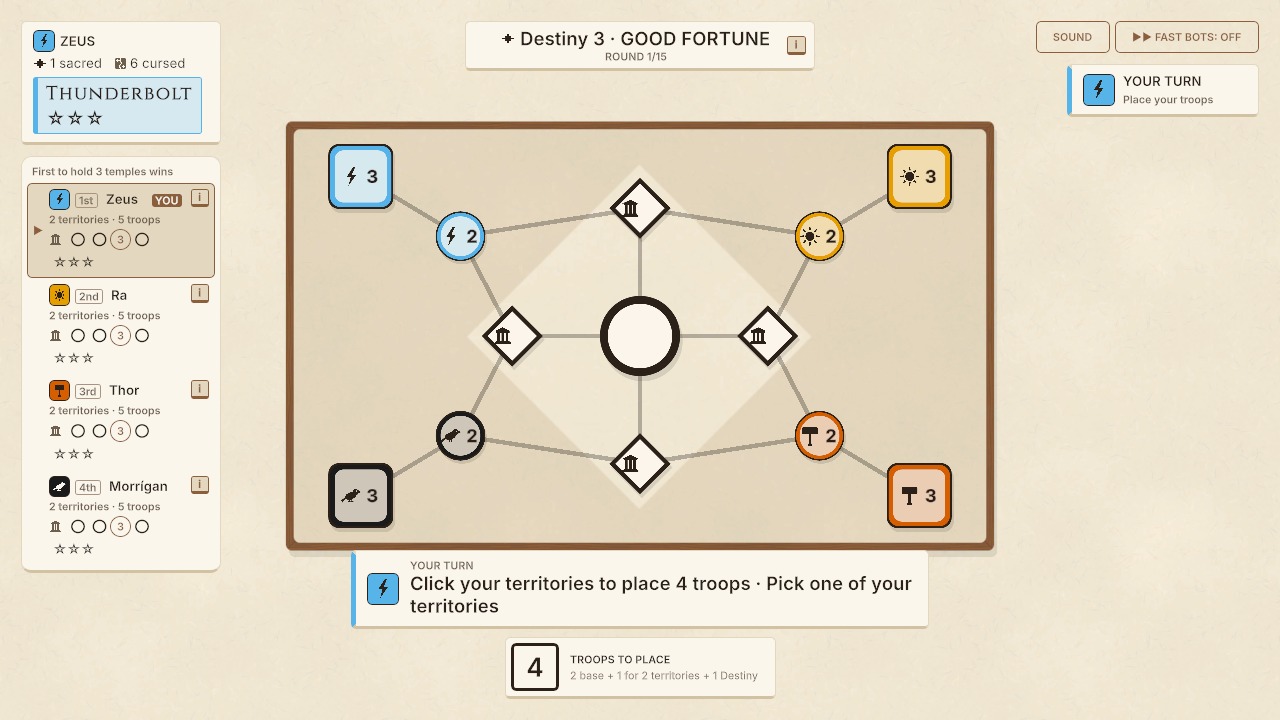 ZEUS
1 sacred 6 cursed
THUNDERBOLT
Destiny 3 · GOOD FORTUNE
ROUND 1/15
i
SOUND
FAST BOTS: OFF
YOUR TURN
Place your troops
First to hold 3 temples wins
1st Zeus YOU i
2 territories · 5 troops
3
2nd Ra i
2 territories · 5 troops
3
3rd Thor i
2 territories · 5 troops
3
4th Morrígan i
2 territories · 5 troops
3
3
3
2
2
2
2
3
3
YOUR TURN
Click your territories to place 4 troops · Pick one of your
territories
4
TROOPS TO PLACE
2 base + 1 for 2 territories + 1 Destiny